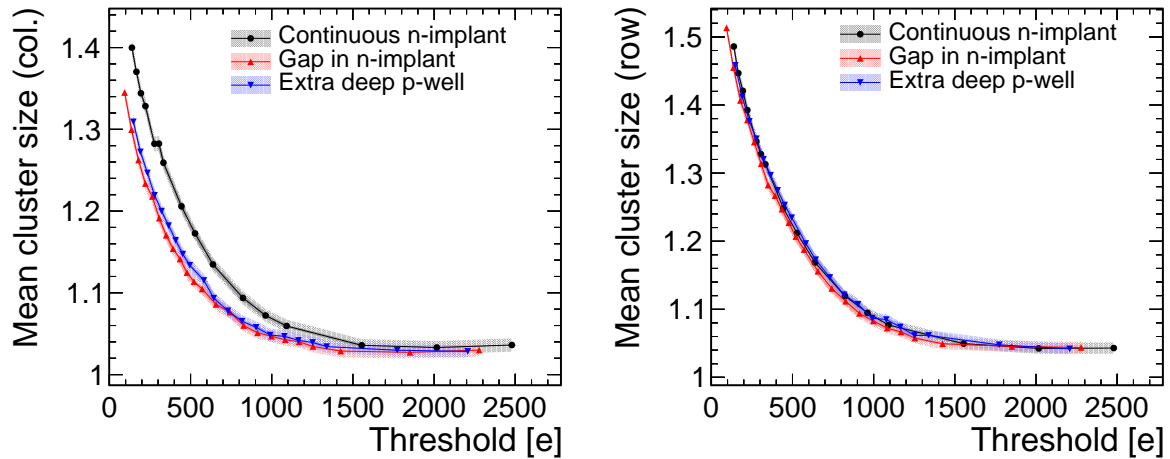 Mean cluster size (col.)
1.4
1.3
1.2
1.1
1
Continuous n-implant
Gap in n-implant
Extra deep p-well
0 500 1000 1500 2000 2500
Threshold [e]
Mean cluster size (row)
1.5
1.4
1.3
1.2
1.1
1
Continuous n-implant
Gap in n-implant
Extra deep p-well
0 500 1000 1500 2000 2500
Threshold [e]